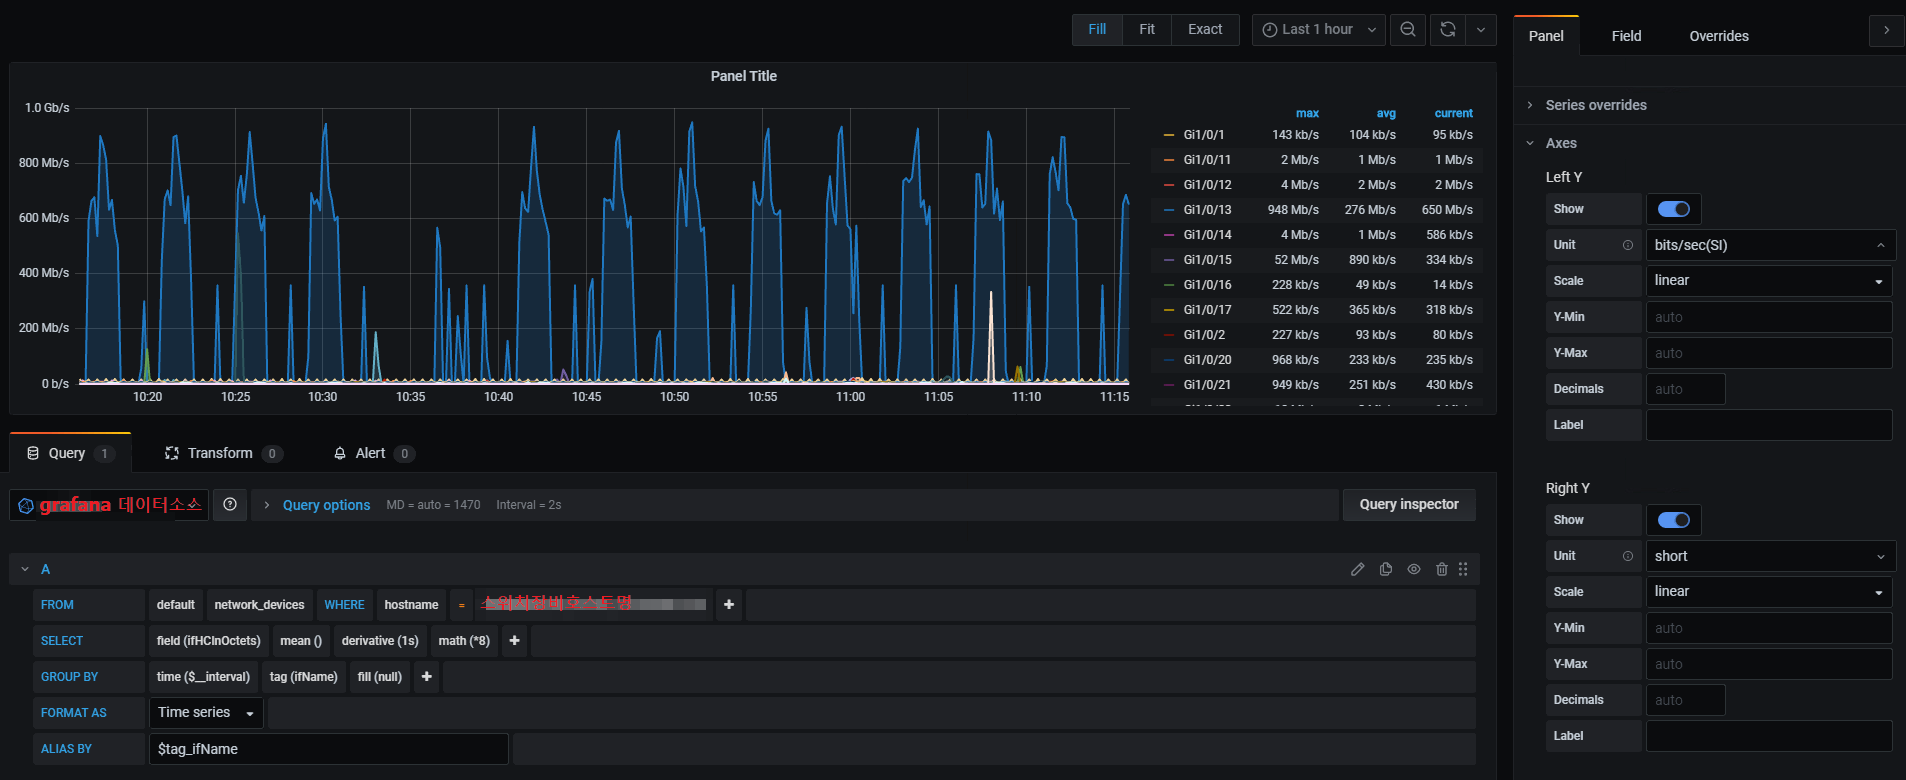 Fill Fit Exact Last 1 hour
Panel Field Overrides
Panel Title
1.0 Gb/s
800 Mb/s
600 Mb/s
400 Mb/s
200 Mb/s
0 b/s
10:20 10:25 10:30 10:35 10:40 10:45 10:50 10:55 11:00 11:05 11:10 11:15
max avg current
Gi1/0/1 143 kb/s 104 kb/s 95 kb/s
Gi1/0/11 2 Mb/s 1 Mb/s 1 Mb/s
Gi1/0/12 4 Mb/s 2 Mb/s 2 Mb/s
Gi1/0/13 948 Mb/s 276 Mb/s 650 Mb/s
Gi1/0/14 4 Mb/s 1 Mb/s 586 kb/s
Gi1/0/15 52 Mb/s 890 kb/s 334 kb/s
Gi1/0/16 228 kb/s 49 kb/s 14 kb/s
Gi1/0/17 522 kb/s 365 kb/s 318 kb/s
Gi1/0/2 227 kb/s 93 kb/s 80 kb/s
Gi1/0/20 968 kb/s 233 kb/s 235 kb/s
Gi1/0/21 949 kb/s 251 kb/s 430 kb/s
Query 1 Transform 0 Alert 0
grafana 데이터소스 Query options MD = auto = 1470 Interval = 2s Query inspector
A
FROM default network_devices WHERE hostname = 스위치장비호스트명 +
SELECT field (ifHCInOctets) mean () derivative (1s) math (*8) +
GROUP BY time ($__interval) tag (ifName) fill (null) +
FORMAT AS Time series
ALIAS BY $tag_ifName
Series overrides
Axes
Left Y
Show
Unit bits/sec(SI)
Scale linear
Y-Min auto
Y-Max auto
Decimals auto
Label
Right Y
Show
Unit short
Scale linear
Y-Min auto
Y-Max auto
Decimals auto
Label